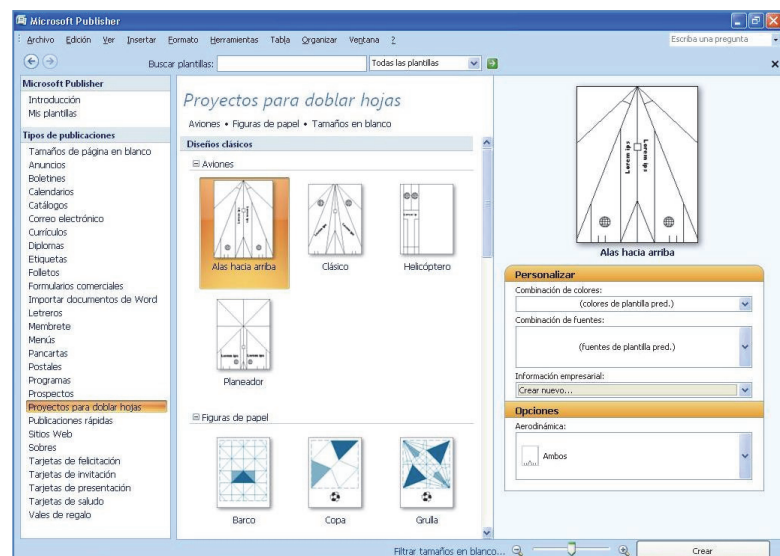 Microsoft Publisher
Archivo Edición Ver Insertar Formato Herramientas Tabla Organizar Ventana ?
Escriba una pregunta
Buscar plantillas:
Todas las plantillas
Microsoft Publisher
Introducción
Mis plantillas
Tipos de publicaciones
Tamaños de página en blanco
Anuncios
Boletines
Calendarios
Catálogos
Correo electrónico
Currículos
Diplomas
Etiquetas
Folletos
Formularios comerciales
Importar documentos de Word
Letreros
Membrete
Menús
Pancartas
Postales
Programas
Prospectos
Proyectos para doblar hojas
Publicaciones rápidas
Sitios Web
Sobres
Tarjetas de felicitación
Tarjetas de invitación
Tarjetas de presentación
Tarjetas de saludo
Vales de regalo
Proyectos para doblar hojas
Aviones • Figuras de papel • Tamaños en blanco
Diseños clásicos
Aviones
Alas hacia arriba
Clásico
Helicóptero
Planeador
Figuras de papel
Barco
Copa
Grulla
Lorem ips
Lorem ips
Alas hacia arriba
Personalizar
Combinación de colores:
(colores de plantilla pred.)
Combinación de fuentes:
(fuentes de plantilla pred.)
Información empresarial:
Crear nuevo...
Opciones
Aerodinámica:
Ambos
Filtrar tamaños en blanco...
Crear